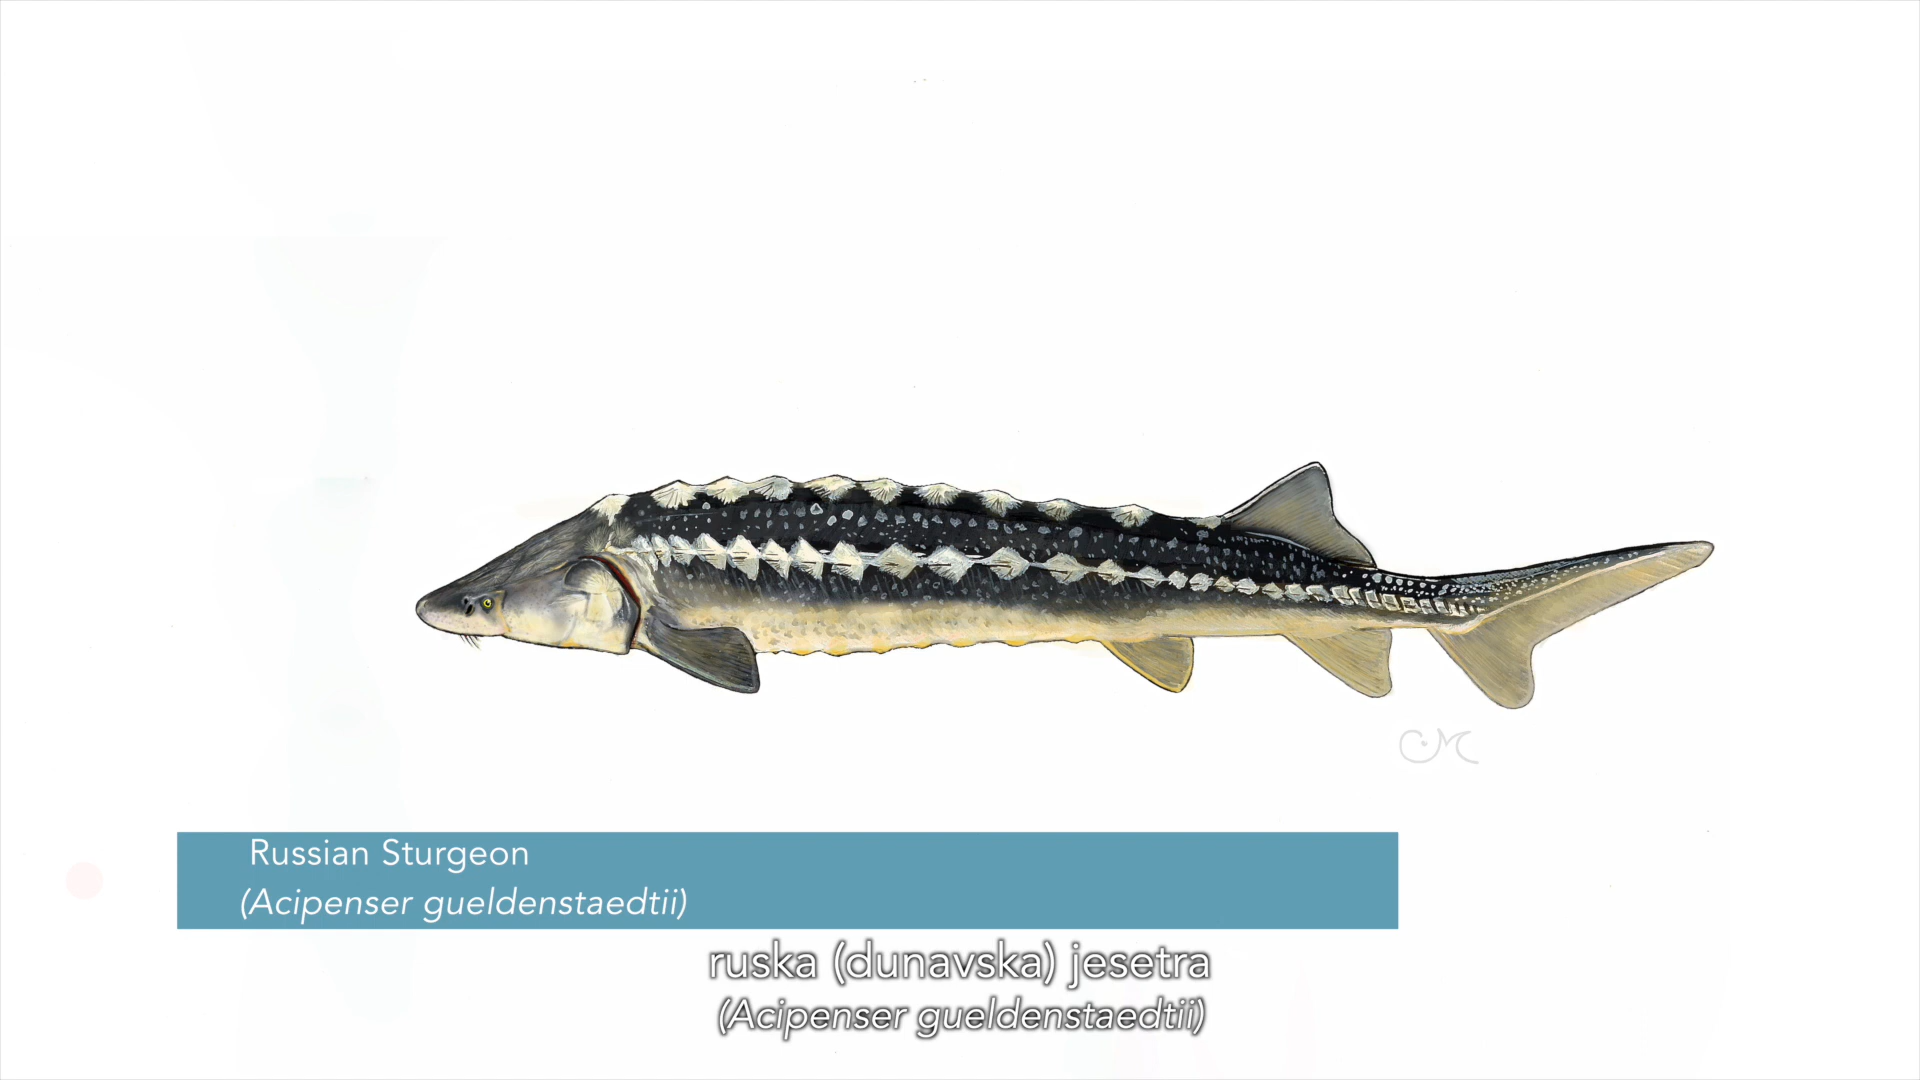 Russian Sturgeon
(Acipenser gueldenstaedtii)
ruska (dunavska) jesetra
(Acipenser gueldenstaedtii)